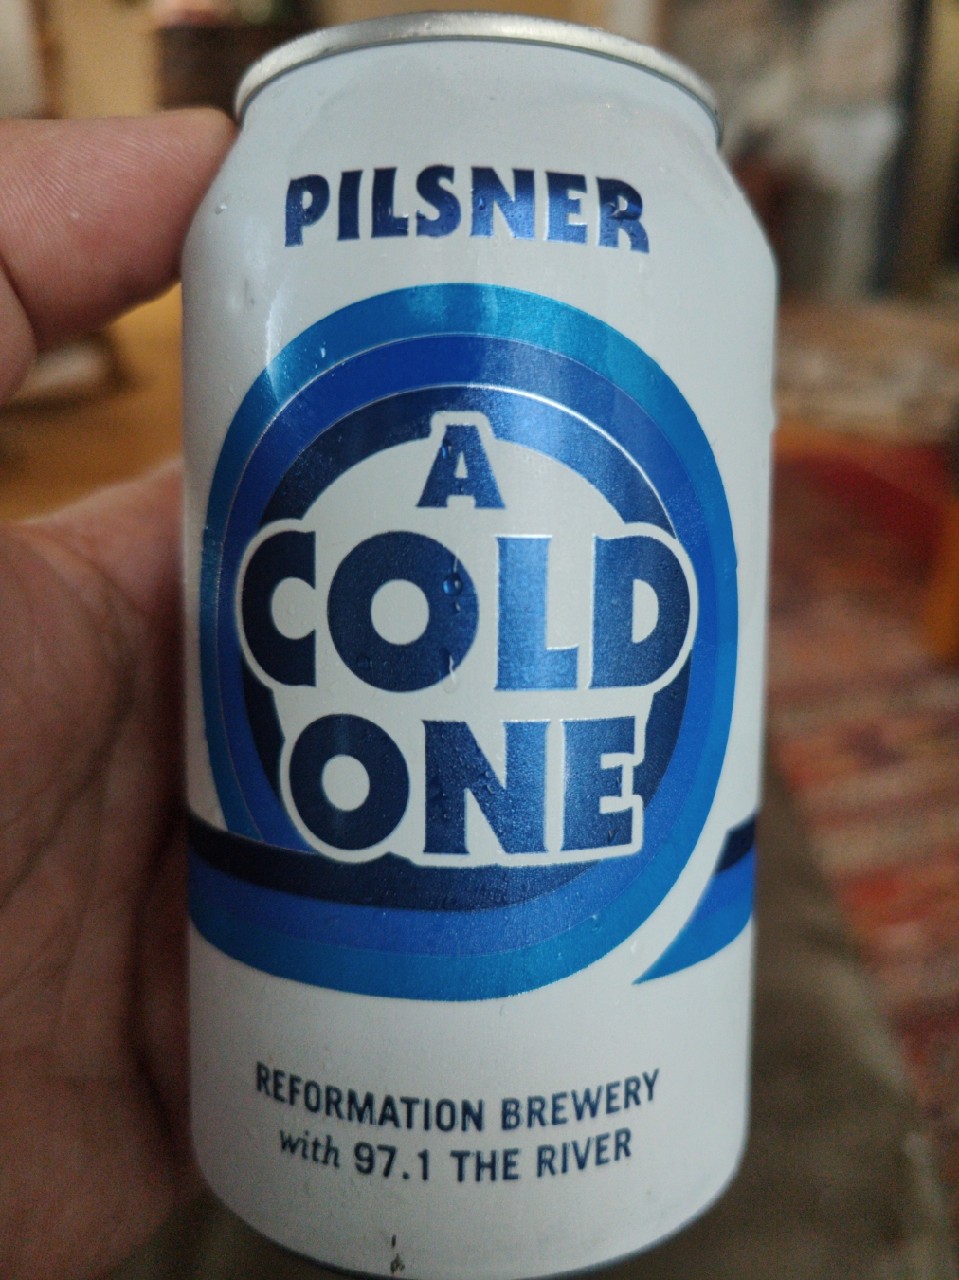 PILSNER
A
COLD
ONE
REFORMATION BREWERY
with 97.1 THE RIVER